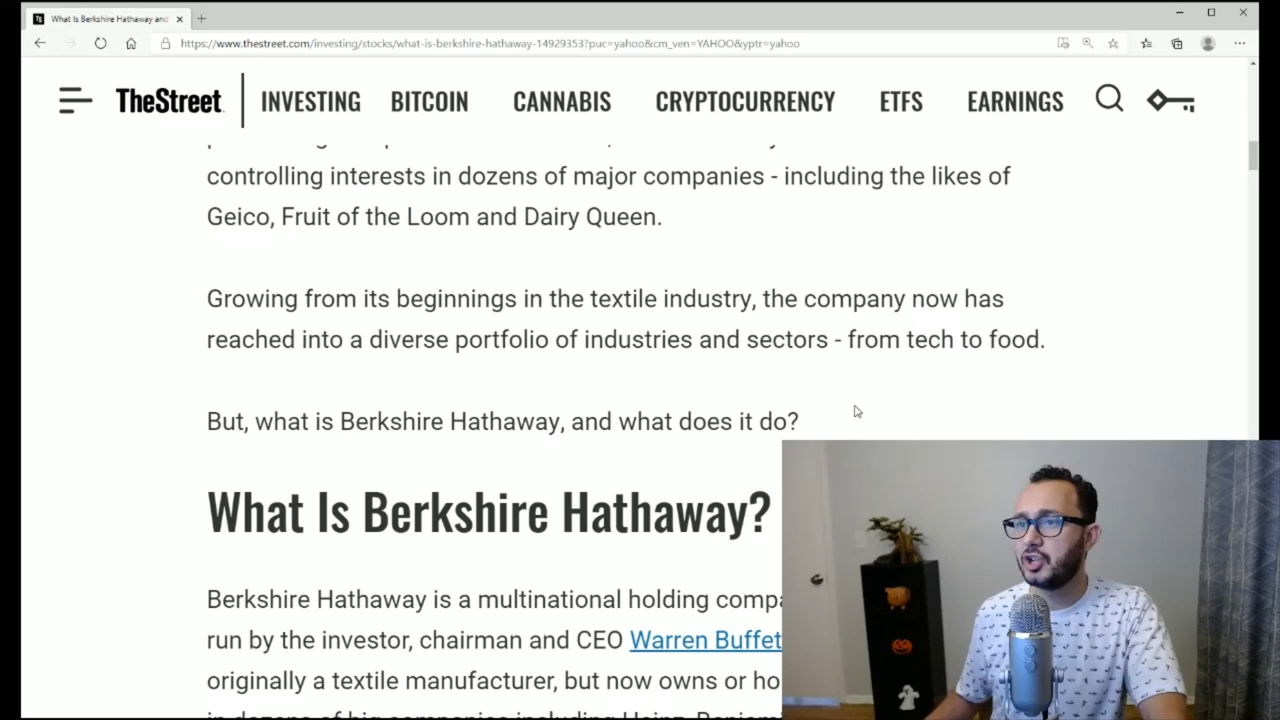 What Is Berkshire Hathaway and
https://www.thestreet.com/investing/stocks/what-is-berkshire-hathaway-14929353?puc=yahoo&cm_ven=YAHOO&yptr=yahoo
TheStreet INVESTING BITCOIN CANNABIS CRYPTOCURRENCY ETFS EARNINGS
controlling interests in dozens of major companies - including the likes of
Geico, Fruit of the Loom and Dairy Queen.
Growing from its beginnings in the textile industry, the company now has
reached into a diverse portfolio of industries and sectors - from tech to food.
But, what is Berkshire Hathaway, and what does it do?
What Is Berkshire Hathaway?
Berkshire Hathaway is a multinational holding compa
run by the investor, chairman and CEO Warren Buffet
originally a textile manufacturer, but now owns or ho